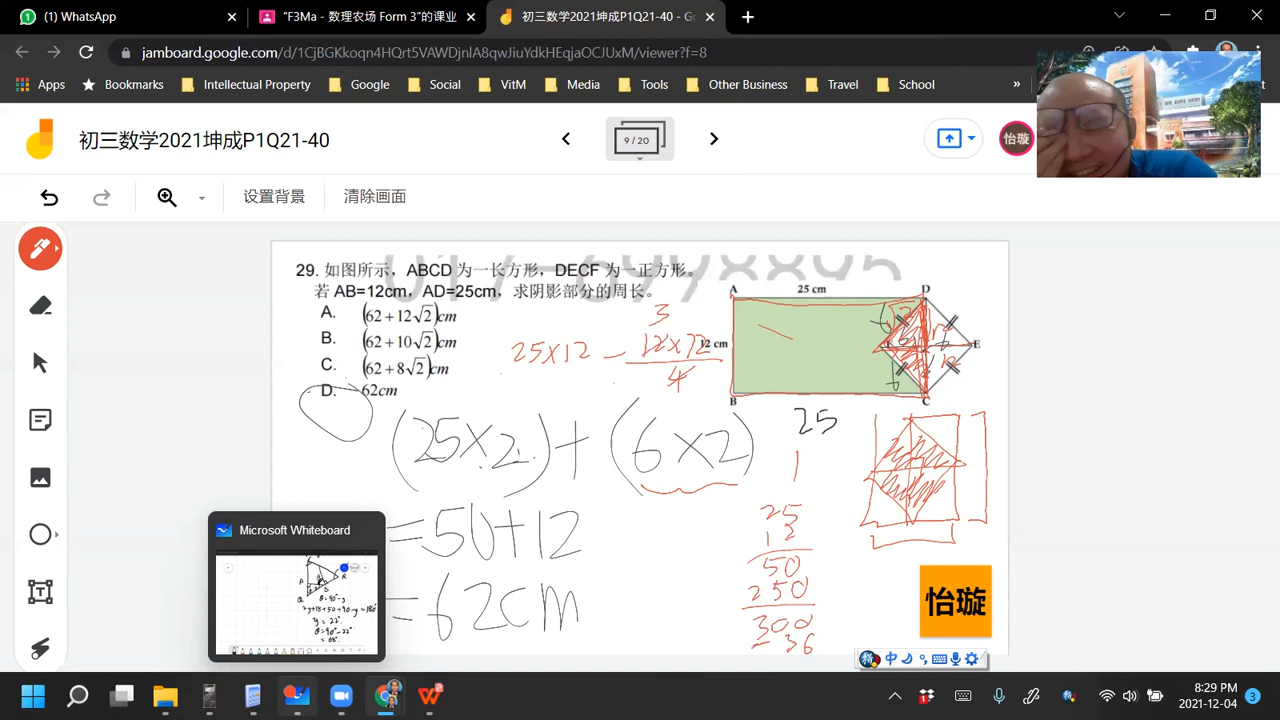 WhatsApp
"F3Ma - 数理农场 Form 3"的课业
初三数学2021坤成P1Q21-40 - Go
jamboard.google.com/d/1CjBGKkoqn4HQrt5VAWDjnlA8qwJiuYdkHEqjaOCJUxM/viewer?f=8
Apps
Bookmarks
Intellectual Property
Google
Social
VitM
Media
Tools
Other Business
Travel
School
初三数学2021坤成P1Q21-40
9 / 20
怡璇
设置背景
清除画面
29. 如图所示，ABCD 为一长方形，DECF 为一正方形。
若 AB=12cm，AD=25cm，求阴影部分的周长。
A. (62 + 12√2)cm
B. (62 + 10√2)cm
C. (62 + 8√2)cm
D. 62cm
A
25 cm
D
12 cm
E
B
C
25×12 − 12×72
3
4
6
6
12
(25×2) + (6×2)
=50+12
=62cm
25
1
25
12
50
250
300
- 36
怡璇
Microsoft Whiteboard
y = 22°
中
8:29 PM
2021-12-04
3